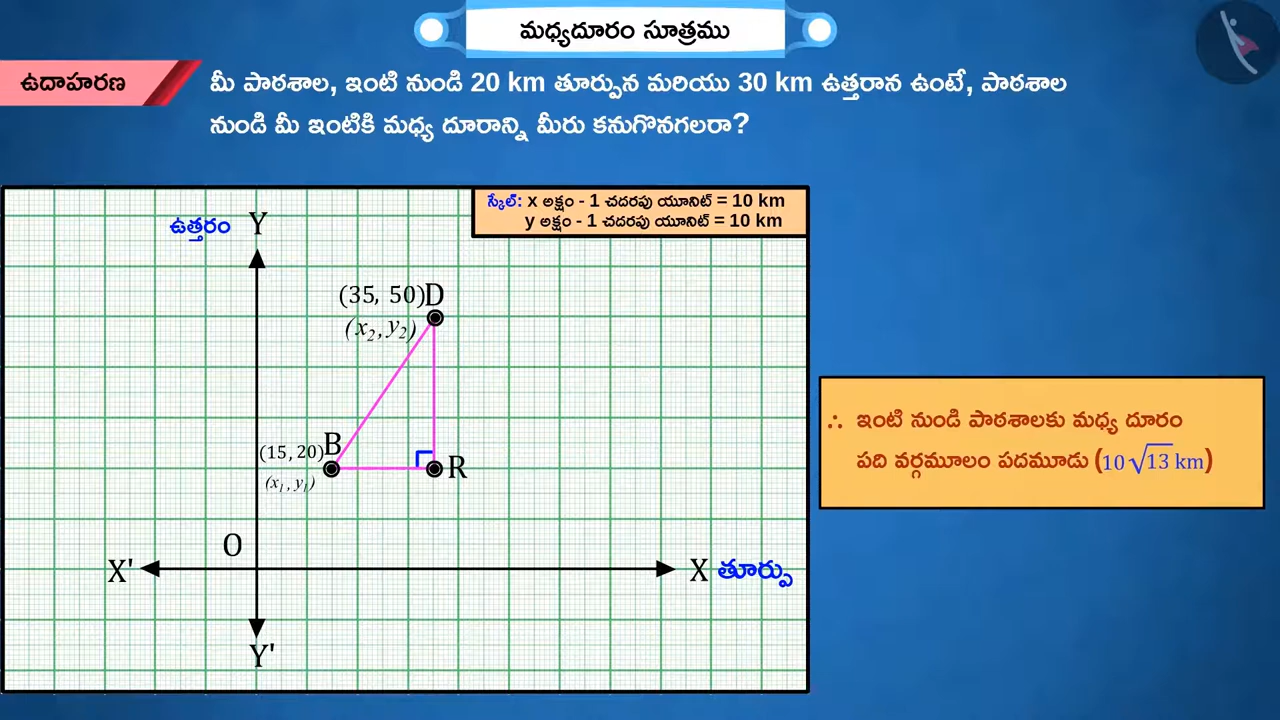 మధ్యదూరం సూత్రము
ఉదాహరణ
మీ పాఠశాల, ఇంటి నుండి 20 km తూర్పున మరియు 30 km ఉత్తరాన ఉంటే, పాఠశాల
నుండి మీ ఇంటికి మధ్య దూరాన్ని మీరు కనుగొనగలరా?
స్కేల్: x అక్షం - 1 చదరపు యూనిట్ = 10 km
y అక్షం - 1 చదరపు యూనిట్ = 10 km
ఉత్తరం Y
(35, 50)D
(x₂, y₂)
(15, 20)B
(x₁, y₁)
R
O
X'
X తూర్పు
Y'
∴ ఇంటి నుండి పాఠశాలకు మధ్య దూరం
పది వర్గమూలం పదమూడు (10√13 km)